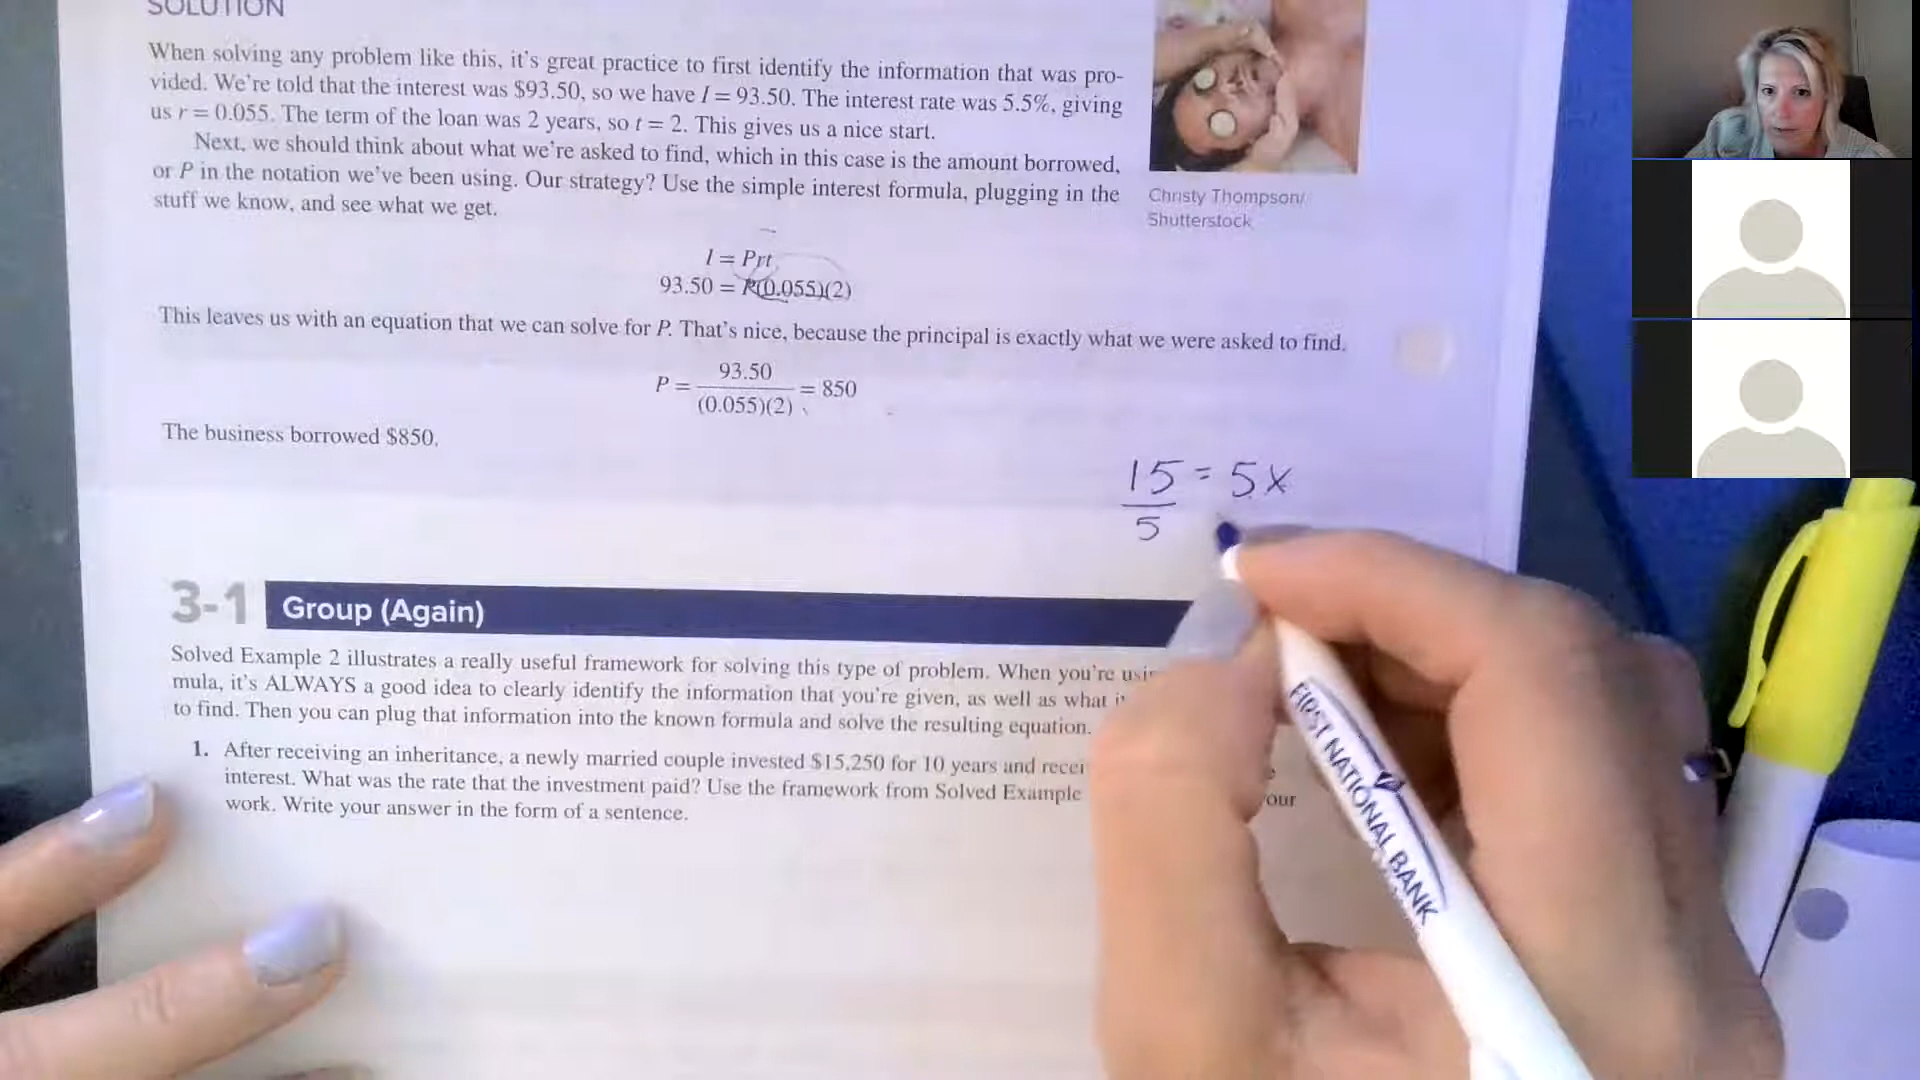 SOLUTION
When solving any problem like this, it's great practice to first identify the information that was pro-
vided. We're told that the interest was $93.50, so we have I = 93.50. The interest rate was 5.5%, giving
us r = 0.055. The term of the loan was 2 years, so t = 2. This gives us a nice start.
Next, we should think about what we're asked to find, which in this case is the amount borrowed,
or P in the notation we've been using. Our strategy? Use the simple interest formula, plugging in the
stuff we know, and see what we get.
Christy Thompson/
Shutterstock
I = Prt
93.50 = P(0.055)(2)
This leaves us with an equation that we can solve for P. That's nice, because the principal is exactly what we were asked to find.
P = 93.50 / (0.055)(2) = 850
The business borrowed $850.
15 = 5x
5
3-1 Group (Again)
Solved Example 2 illustrates a really useful framework for solving this type of problem. When you're
mula, it's ALWAYS a good idea to clearly identify the information that you're given, as well as what
to find. Then you can plug that information into the known formula and solve the resulting equation.
1. After receiving an inheritance, a newly married couple invested $15,250 for 10 years and
interest. What was the rate that the investment paid? Use the framework from Solved Example
work. Write your answer in the form of a sentence.
FIRST NATIONAL BANK